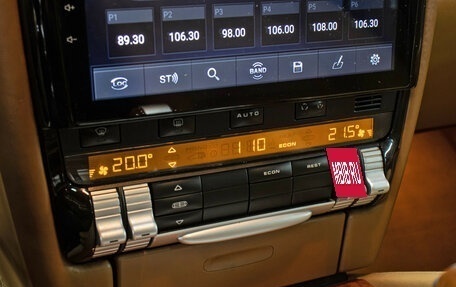 P1 P2 P3 P4 P5 P6
89.30 106.30 98.00 106.00 108.00 106.30
LOC ST BAND
AUTO
20.0° 110 ECON 21.5°
ECON REST